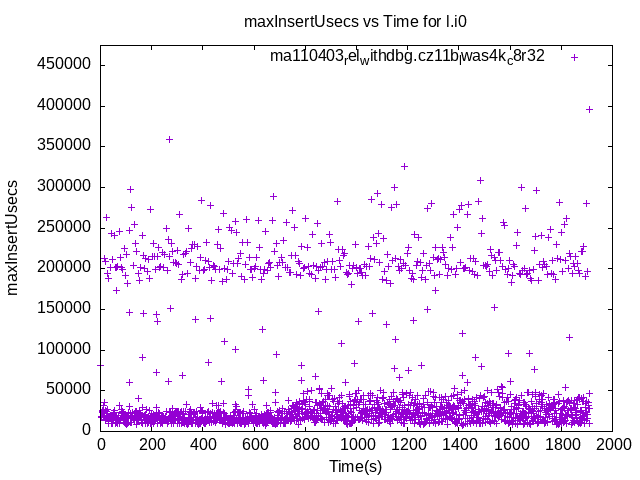 maxInsertUsecs vs Time for l.i0
ma110403relwithdbg.cz11blwas4kc8r32
450000
400000
350000
300000
250000
200000
150000
100000
50000
0
maxInsertUsecs
0 200 400 600 800 1000 1200 1400 1600 1800 2000
Time(s)